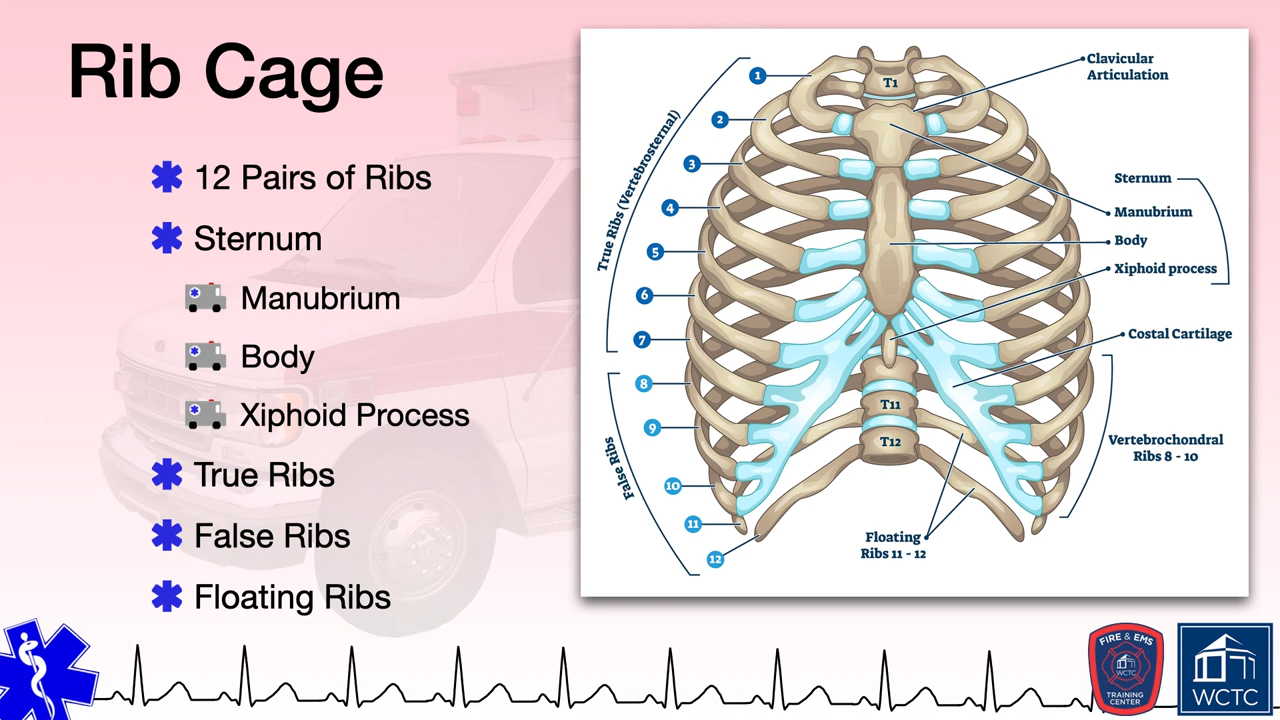 Rib Cage
12 Pairs of Ribs
Sternum
Manubrium
Body
Xiphoid Process
True Ribs
False Ribs
Floating Ribs
True Ribs (Vertebrosternal)
False Ribs
1
2
3
4
5
6
7
8
9
10
11
12
T1
T11
T12
Clavicular
Articulation
Sternum
Manubrium
Body
Xiphoid process
Costal Cartilage
Vertebrochondral
Ribs 8 - 10
Floating
Ribs 11 - 12
FIRE & EMS
WCTC
TRAINING
CENTER
WCTC